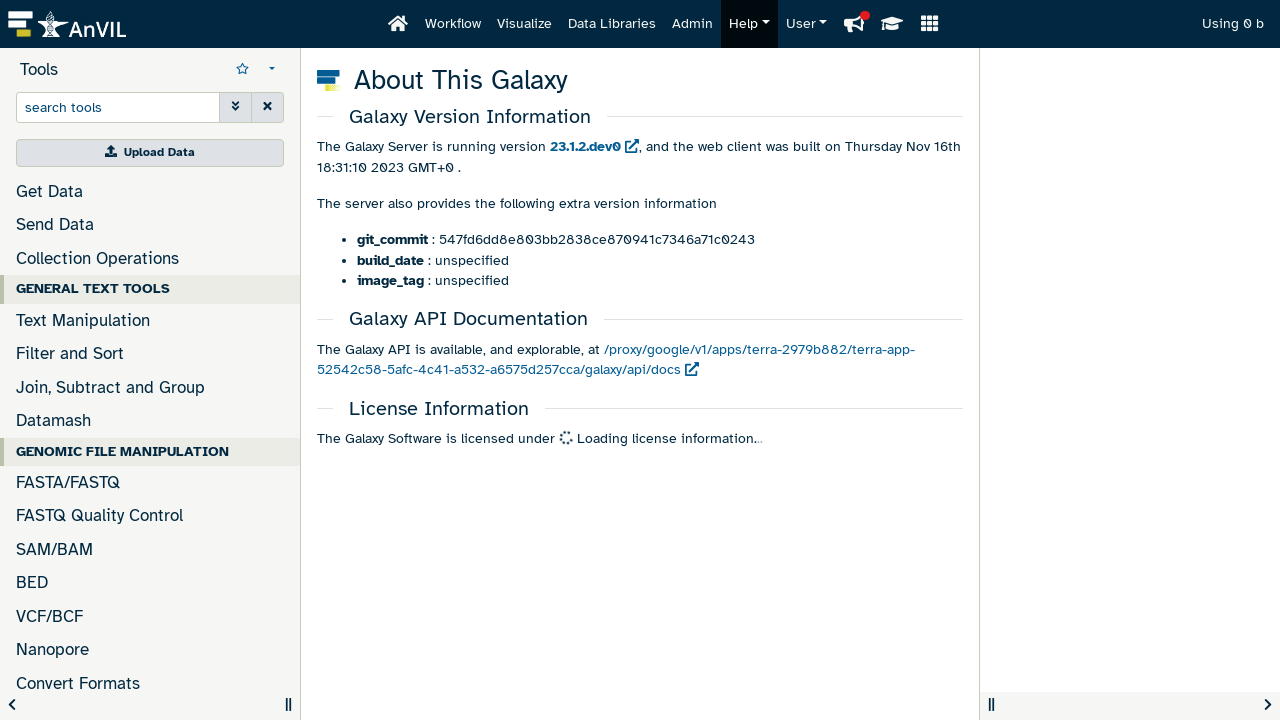 AnVIL
Workflow Visualize Data Libraries Admin Help User Using 0 b
Tools
search tools
Upload Data
Get Data
Send Data
Collection Operations
GENERAL TEXT TOOLS
Text Manipulation
Filter and Sort
Join, Subtract and Group
Datamash
GENOMIC FILE MANIPULATION
FASTA/FASTQ
FASTQ Quality Control
SAM/BAM
BED
VCF/BCF
Nanopore
Convert Formats
About This Galaxy
Galaxy Version Information
The Galaxy Server is running version 23.1.2.dev0 , and the web client was built on Thursday Nov 16th
18:31:10 2023 GMT+0 .
The server also provides the following extra version information
git_commit : 547fd6dd8e803bb2838ce870941c7346a71c0243
build_date : unspecified
image_tag : unspecified
Galaxy API Documentation
The Galaxy API is available, and explorable, at /proxy/google/v1/apps/terra-2979b882/terra-app-
52542c58-5afc-4c41-a532-a6575d257cca/galaxy/api/docs
License Information
The Galaxy Software is licensed under Loading license information...